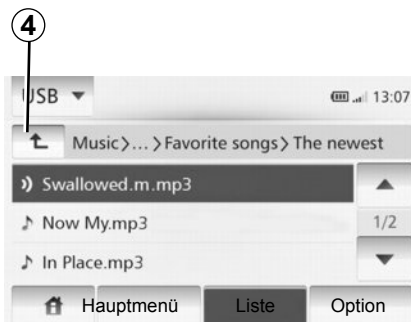 4
USB 13:07
Music>...>Favorite songs>The newest
Swallowed.m.mp3
Now My.mp3
1/2
In Place.mp3
Hauptmenü Liste Option